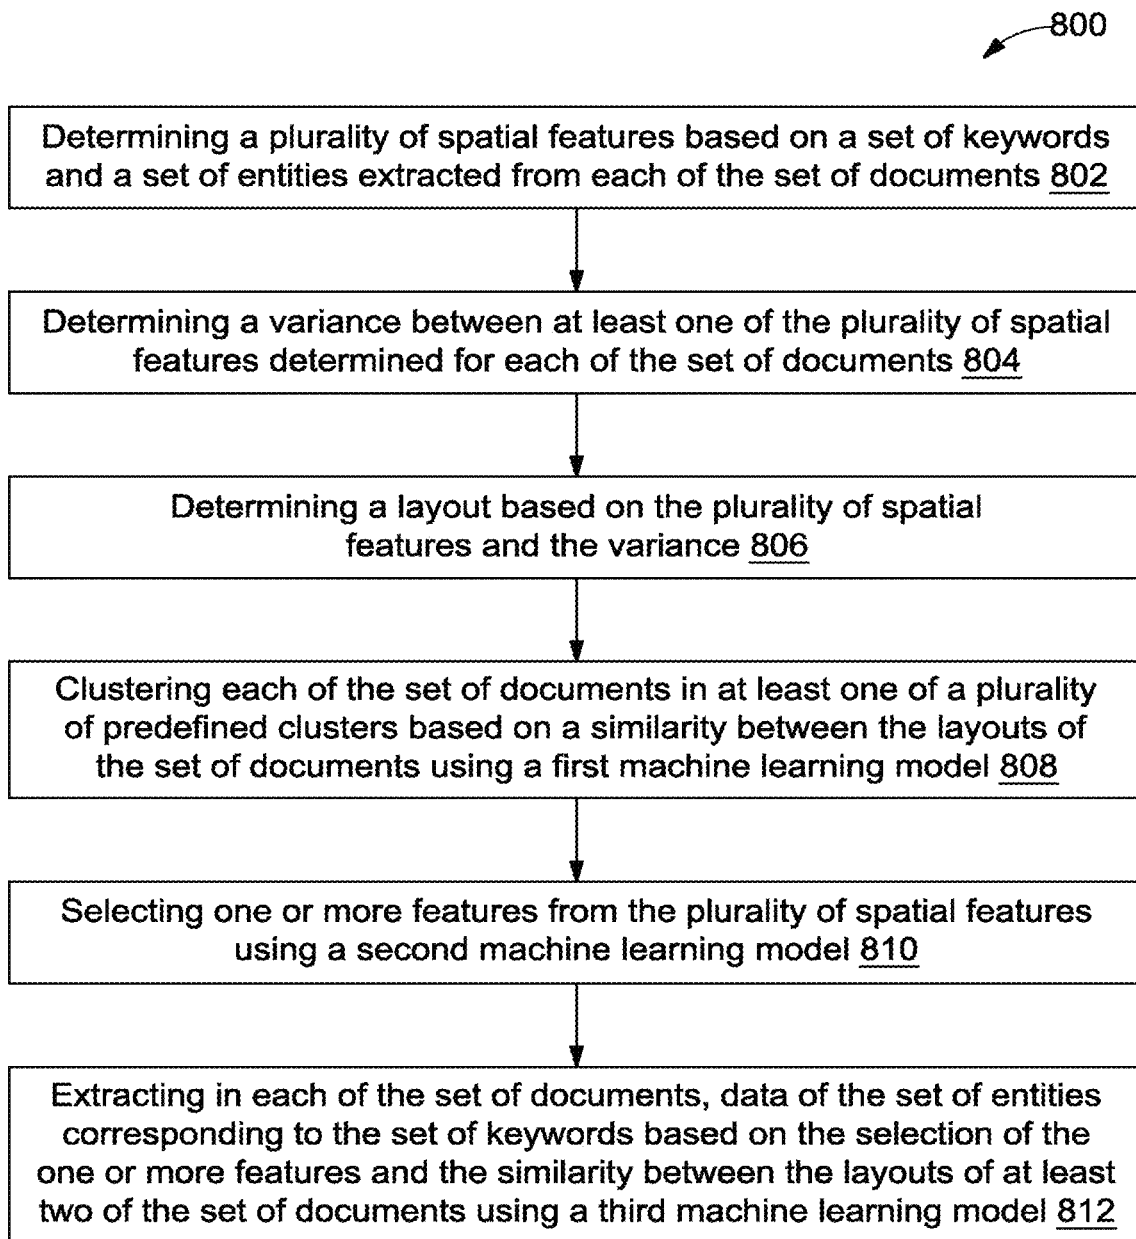 800
Determining a plurality of spatial features based on a set of keywords
and a set of entities extracted from each of the set of documents 802
Determining a variance between at least one of the plurality of spatial
features determined for each of the set of documents 804
Determining a layout based on the plurality of spatial
features and the variance 806
Clustering each of the set of documents in at least one of a plurality
of predefined clusters based on a similarity between the layouts of
the set of documents using a first machine learning model 808
Selecting one or more features from the plurality of spatial features
using a second machine learning model 810
Extracting in each of the set of documents, data of the set of entities
corresponding to the set of keywords based on the selection of the
one or more features and the similarity between the layouts of at least
two of the set of documents using a third machine learning model 812